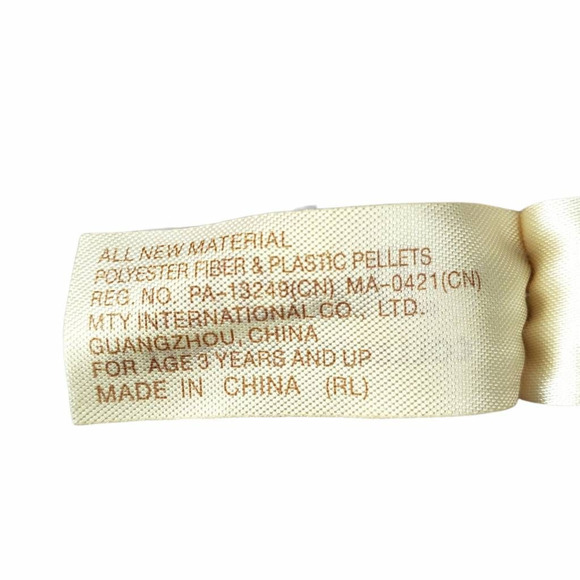 ALL NEW MATERIAL
POLYESTER FIBER & PLASTIC PELLETS
REG. NO. PA-13249(CN) MA-0421(CN)
MTY INTERNATIONAL CO., LTD.
GUANGZHOU, CHINA
FOR AGE 3 YEARS AND UP
MADE IN CHINA (RL)